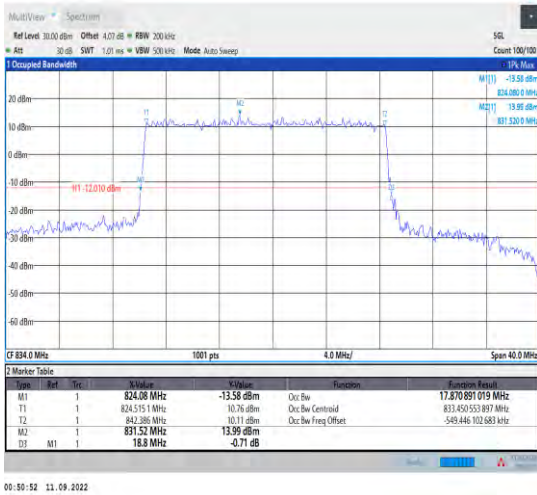 MultiView Spectrum
Ref Level 30.00 dBm Offset 4.07 dB RBW 200 kHz SGL
Att 30 dB SWT 1.01 ms VBW 500 kHz Mode Auto Sweep Count 100/100
1 Occupied Bandwidth 1Pk Max
M1[1] -13.58 dBm
824.080 0 MHz
20 dBm M2[1] 13.99 dBm
T1 M2 T2 831.520 0 MHz
10 dBm
0 dBm
-10 dBm
H1 -12.010 dBm M1 D3
-20 dBm
-30 dBm
-40 dBm
-50 dBm
-60 dBm
CF 834.0 MHz 1001 pts 4.0 MHz/ Span 40.0 MHz
2 Marker Table
Type Ref Trc X-Value Y-Value Function Function Result
M1 1 824.08 MHz -13.58 dBm Occ Bw 17.870 891 019 MHz
T1 1 824.515 1 MHz 10.76 dBm Occ Bw Centroid 833.450 553 897 MHz
T2 1 842.386 MHz 10.11 dBm Occ Bw Freq Offset -549.446 102 683 kHz
M2 1 831.52 MHz 13.99 dBm
D3 M1 1 18.8 MHz -0.71 dB
00:50:52 11.09.2022